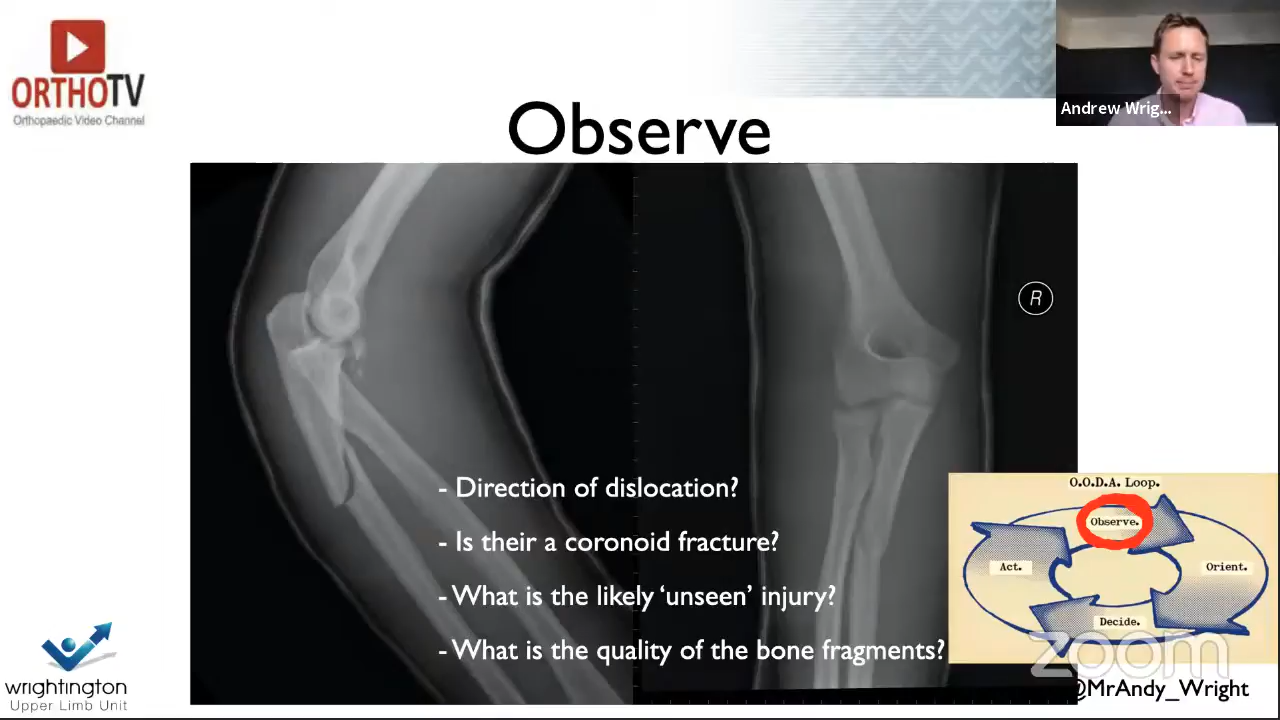 ORTHOTV
Orthopaedic Video Channel
Andrew Wrig...
Observe
R
- Direction of dislocation?
- Is their a coronoid fracture?
- What is the likely ‘unseen’ injury?
- What is the quality of the bone fragments?
O.O.D.A. Loop.
Observe.
Act.
Orient.
Decide.
zoom
@MrAndy_Wright
wrightington
Upper Limb Unit